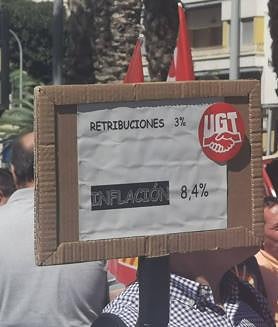 RETRIBUCIONES 3%
UGT
INFLACIÓN 8,4%